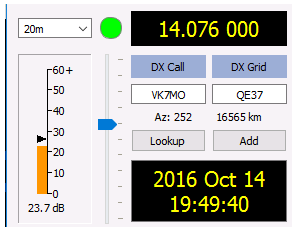 20m
14.076 000
60+
50
40
30
20
10
0
23.7 dB
DX Call
DX Grid
VK7MO
QE37
Az: 252
16565 km
Lookup
Add
2016 Oct 14
19:49:40